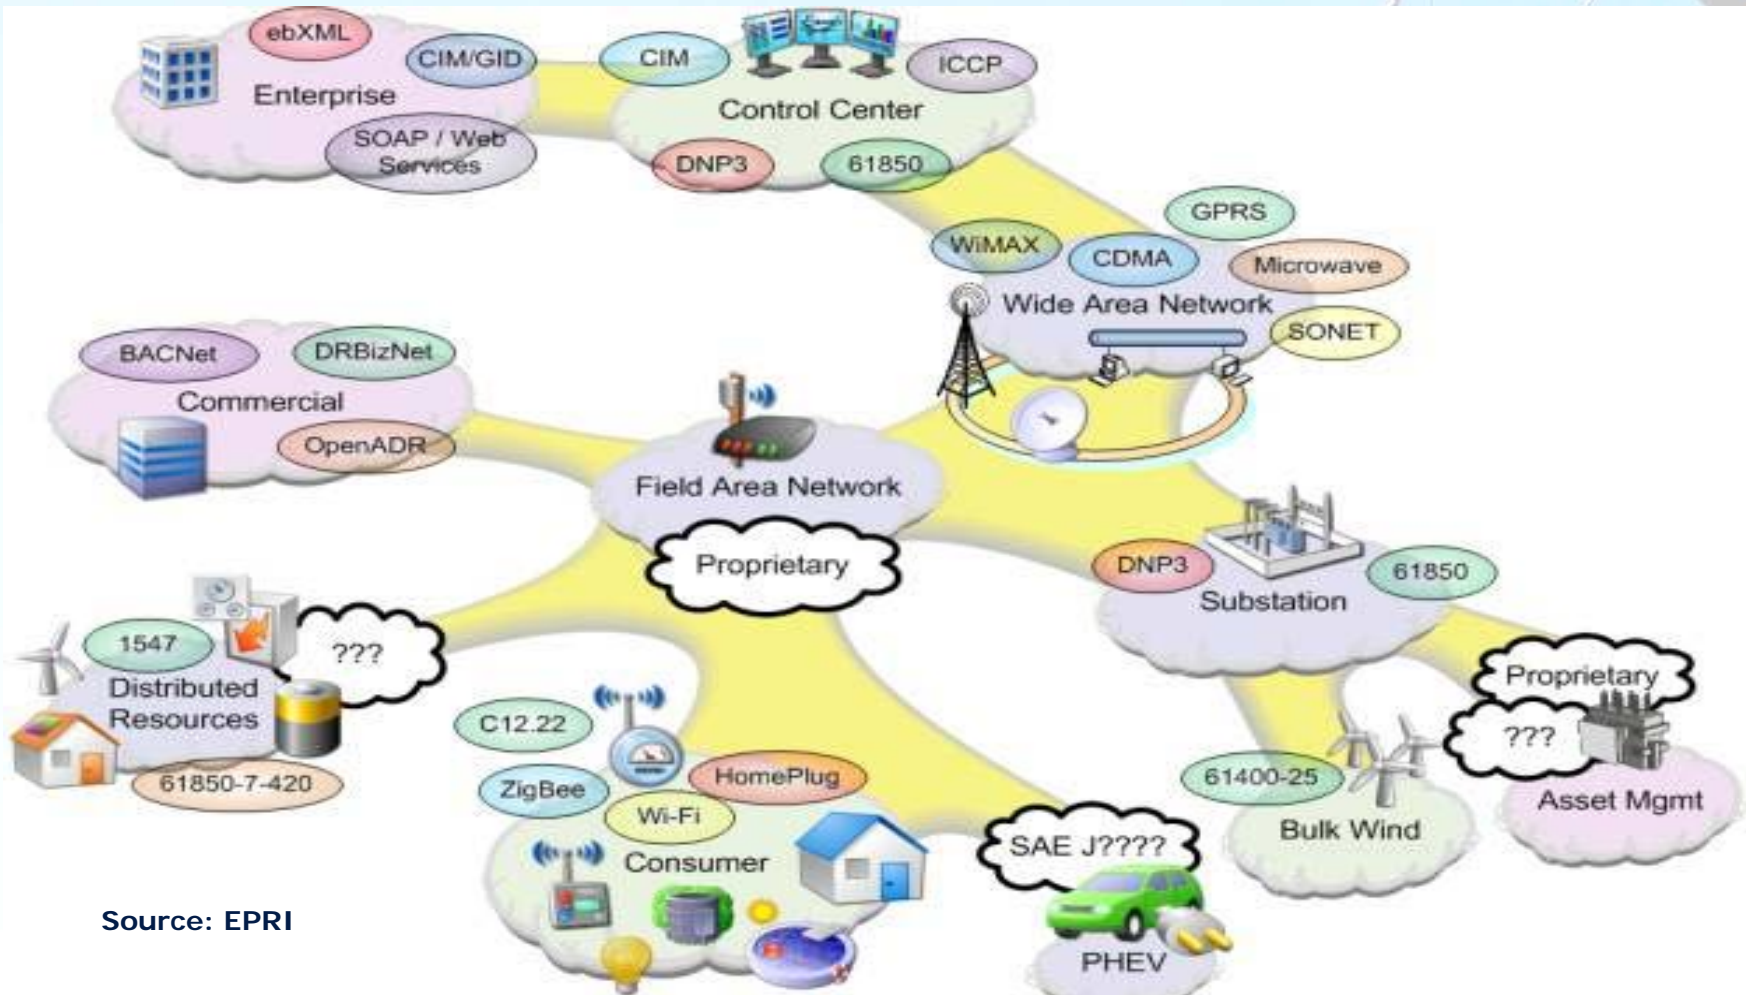 ebXML
CIM/GID
Enterprise
SOAP / Web
Services
CIM
ICCP
Control Center
DNP3
61850
GPRS
WiMAX
CDMA
Microwave
Wide Area Network
SONET
BACNet
DRBizNet
Commercial
OpenADR
Field Area Network
Proprietary
DNP3
61850
Substation
1547
???
Distributed
Resources
61850-7-420
C12.22
ZigBee
HomePlug
Wi-Fi
Consumer
SAE J????
PHEV
61400-25
Bulk Wind
Proprietary
???
Asset Mgmt
Source: EPRI